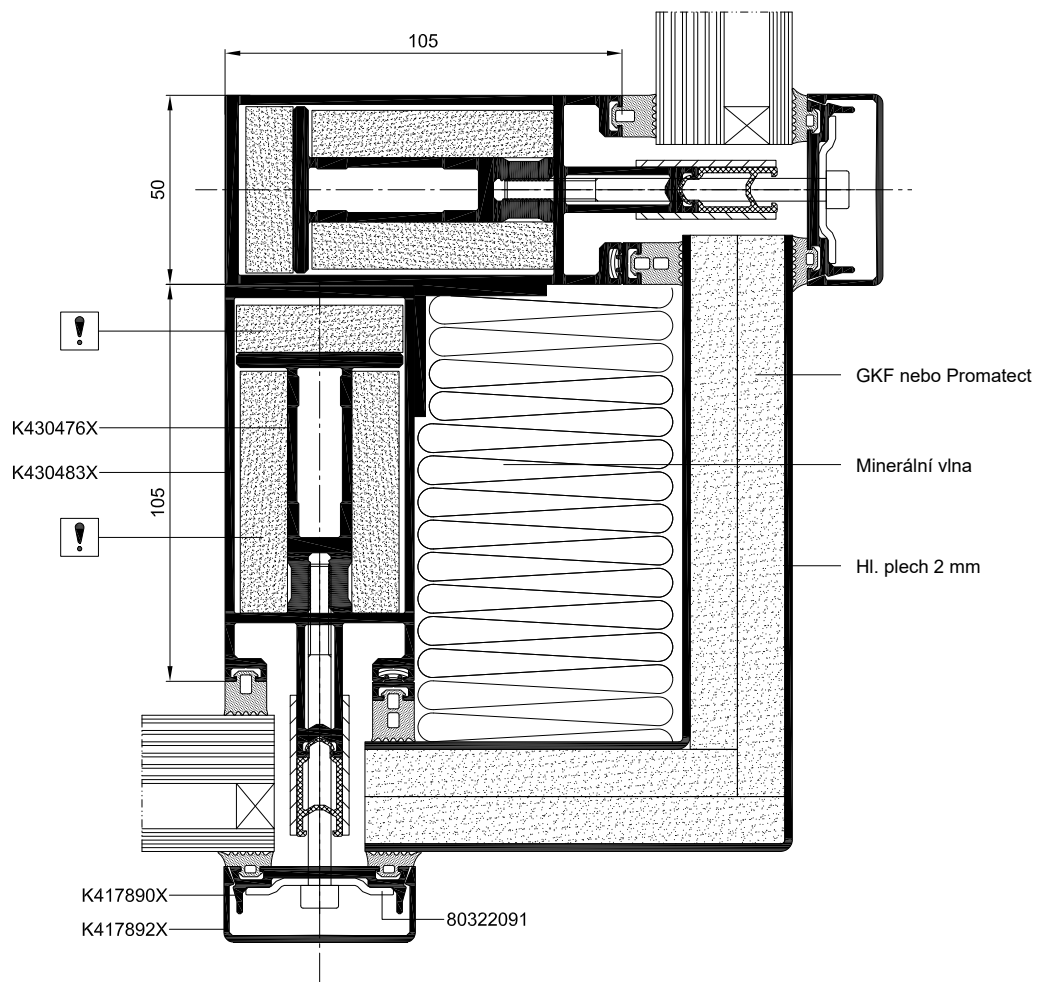 105
50
!
GKF nebo Promatect
K430476X
Minerální vlna
K430483X
105
!
Hl. plech 2 mm
K417890X
80322091
K417892X